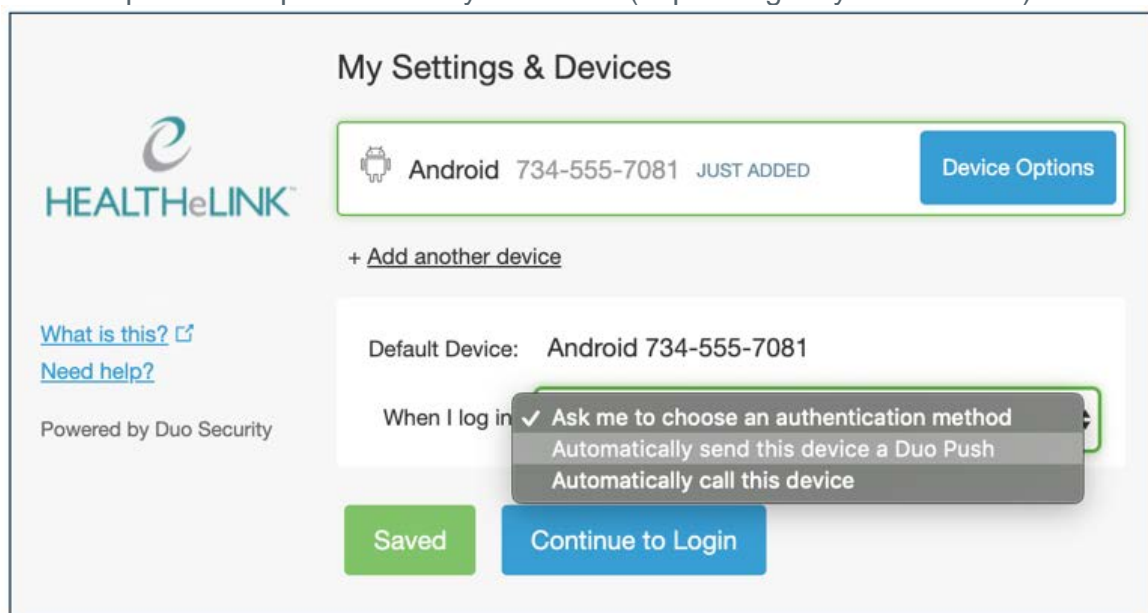 My Settings & Devices
HEALTHeLINK™
Android 734-555-7081 JUST ADDED
Device Options
+ Add another device
What is this?
Need help?
Powered by Duo Security
Default Device: Android 734-555-7081
When I log in
✓ Ask me to choose an authentication method
Automatically send this device a Duo Push
Automatically call this device
Saved
Continue to Login